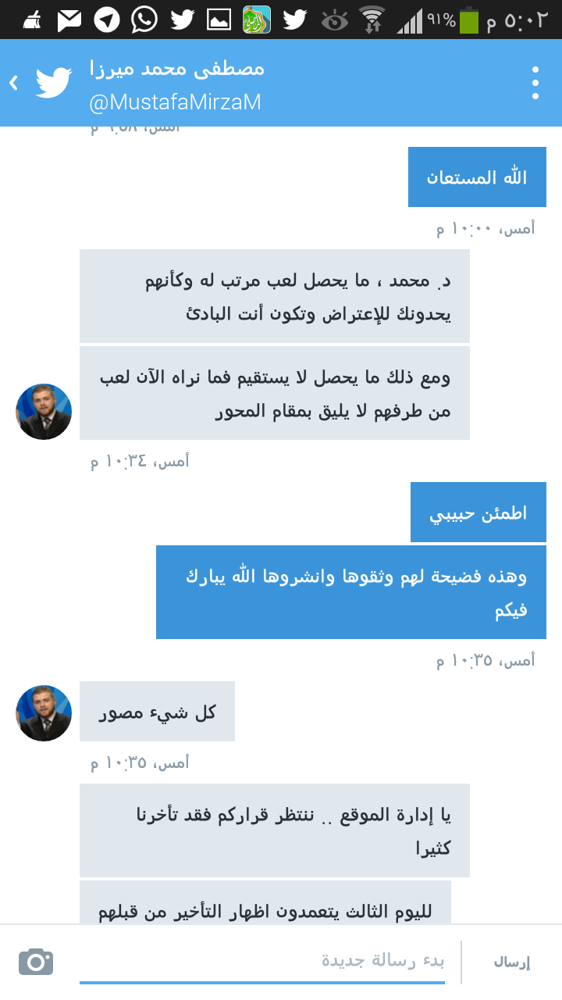 ٩١% ٥:٠٢ م
مصطفى محمد ميرزا
@MustafaMirzaM
أمس، ٩:٥٨ م
الله المستعان
أمس، ١٠:٠٠ م
د. محمد ، ما يحصل لعب مرتب له وكأنهم
يحدونك للإعتراض وتكون أنت البادئ
ومع ذلك ما يحصل لا يستقيم فما نراه الآن لعب
من طرفهم لا يليق بمقام المحور
أمس، ١٠:٣٤ م
اطمئن حبيبي
وهذه فضيحة لهم وثقوها وانشروها الله يبارك
فيكم
أمس، ١٠:٣٥ م
كل شيء مصور
أمس، ١٠:٣٥ م
يا إدارة الموقع .. ننتظر قراركم فقد تأخرنا
كثيرا
لليوم الثالث يتعمدون اظهار التأخير من قبلهم
بدء رسالة جديدة
إرسال